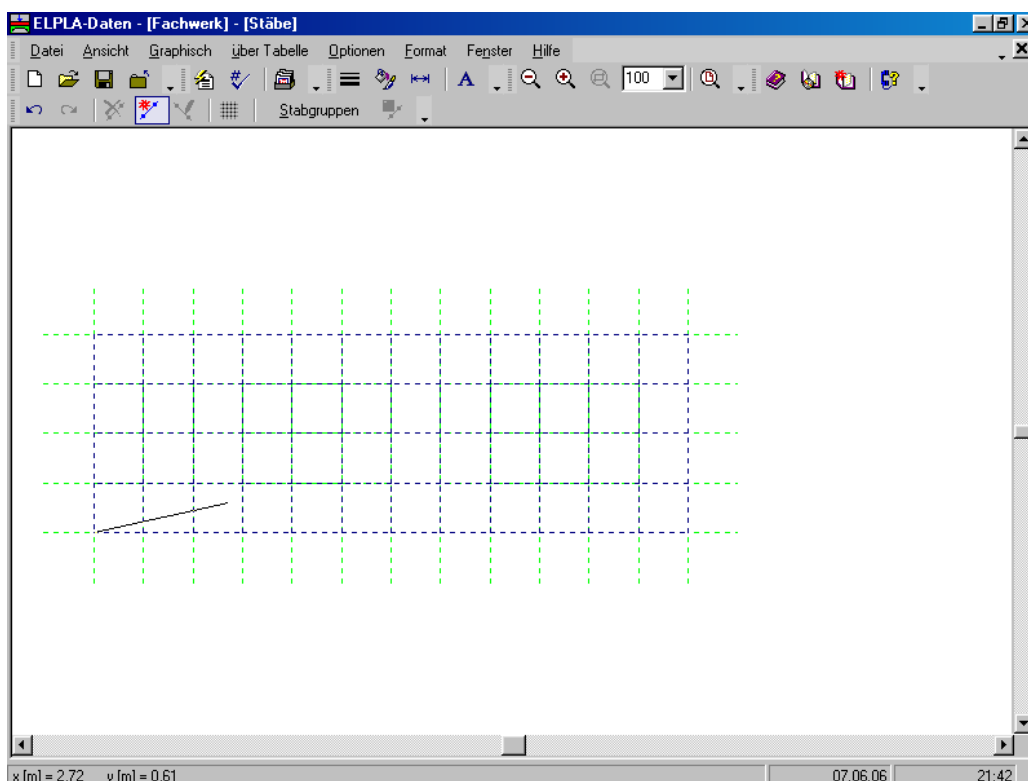 ELPLA-Daten - [Fachwerk] - [Stäbe]
Datei Ansicht Graphisch über Tabelle Optionen Format Fenster Hilfe
A 100
Stabgruppen
x [m] = 2.72 y [m] = 0.61 07.06.06 21:42